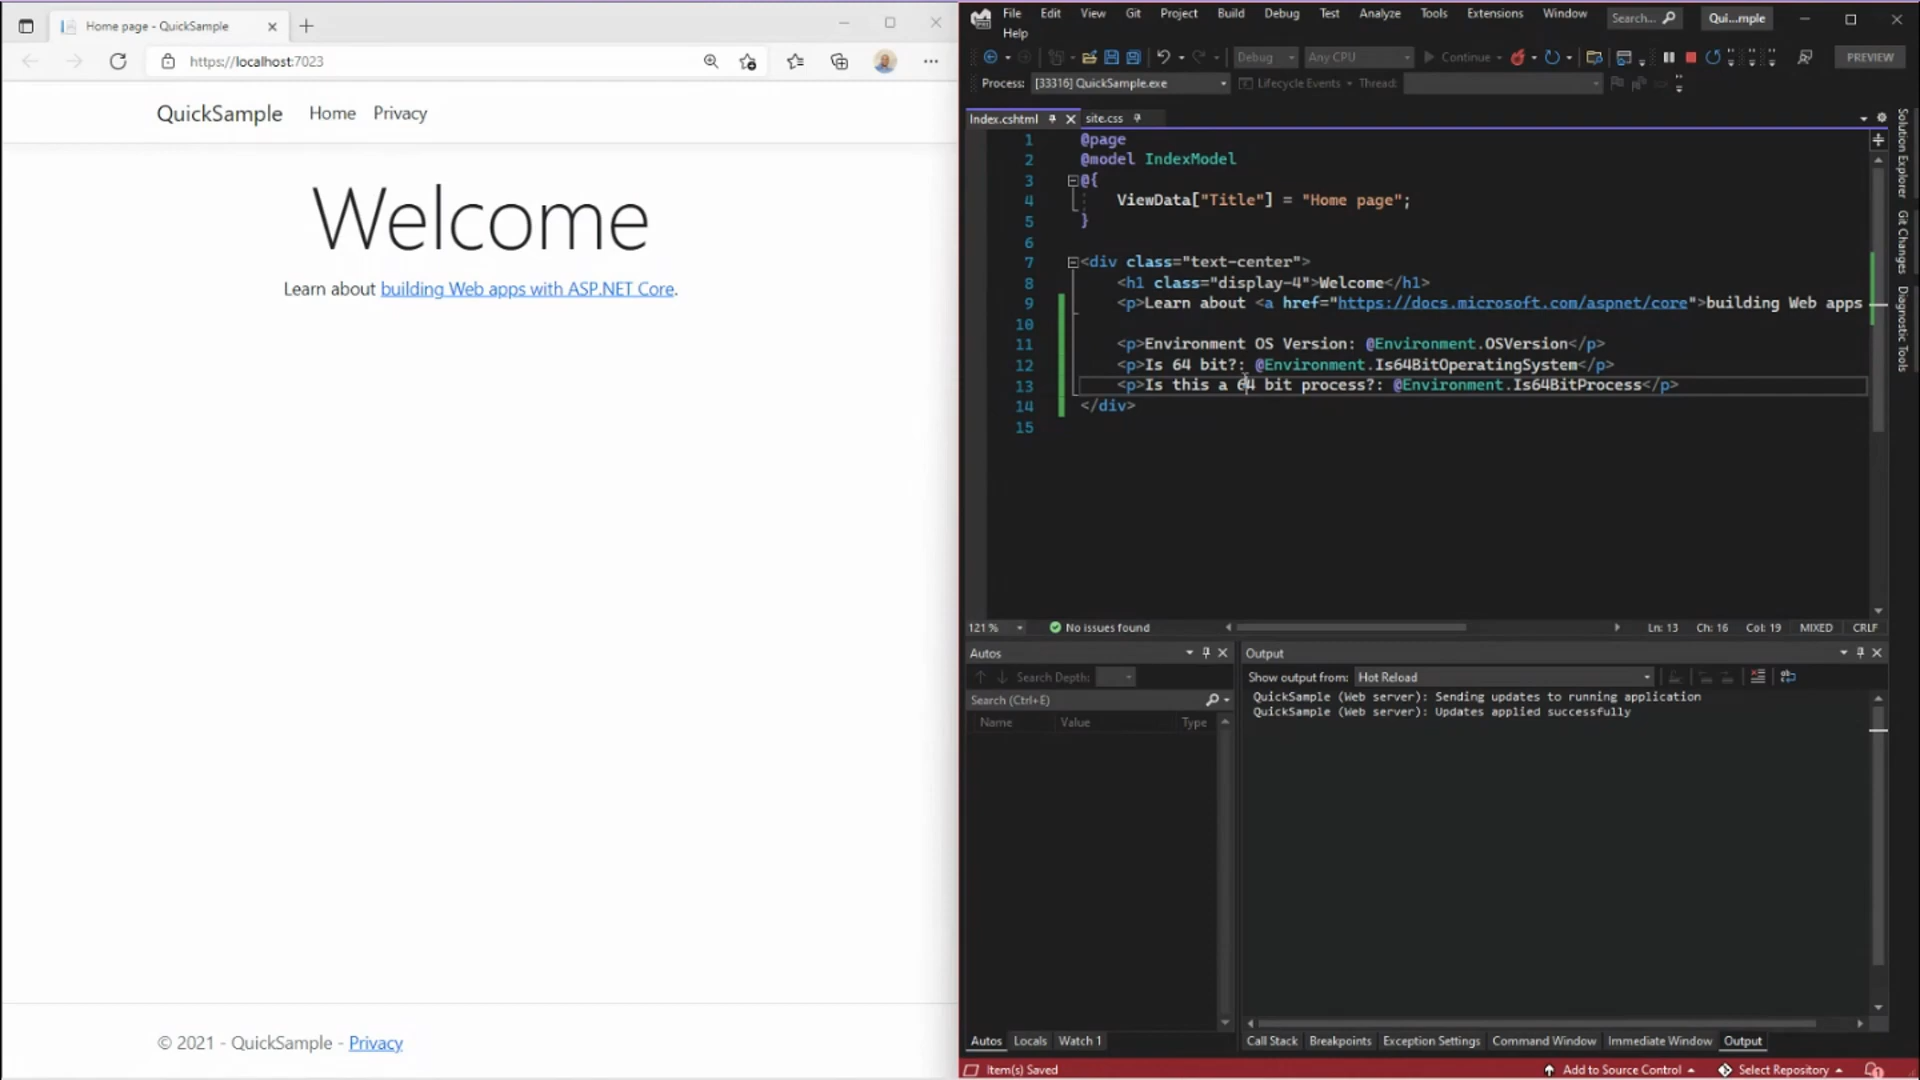 Home page - QuickSample
https://localhost:7023
QuickSample Home Privacy
Welcome
Learn about building Web apps with ASP.NET Core.
© 2021 - QuickSample - Privacy
File Edit View Git Project Build Debug Test Analyze Tools Extensions Window Search... Qui...mple
Help
Debug Any CPU Continue PREVIEW
Process: [33316] QuickSample.exe Lifecycle Events Thread:
Index.cshtml site.css
1 @page
2 @model IndexModel
3 @{
4 ViewData["Title"] = "Home page";
5 }
6
7 <div class="text-center">
8 <h1 class="display-4">Welcome</h1>
9 <p>Learn about <a href="https://docs.microsoft.com/aspnet/core">building Web apps
10
11 <p>Environment OS Version: @Environment.OSVersion</p>
12 <p>Is 64 bit?: @Environment.Is64BitOperatingSystem</p>
13 <p>Is this a 64 bit process?: @Environment.Is64BitProcess</p>
14 </div>
15
Solution Explorer
Git Changes
Diagnostic Tools
121 % No issues found Ln: 13 Ch: 16 Col: 19 MIXED CRLF
Autos
Search Depth:
Search (Ctrl+E)
Name Value Type
Autos Locals Watch 1
Output
Show output from: Hot Reload
QuickSample (Web server): Sending updates to running application
QuickSample (Web server): Updates applied successfully
Call Stack Breakpoints Exception Settings Command Window Immediate Window Output
Item(s) Saved Add to Source Control Select Repository 1